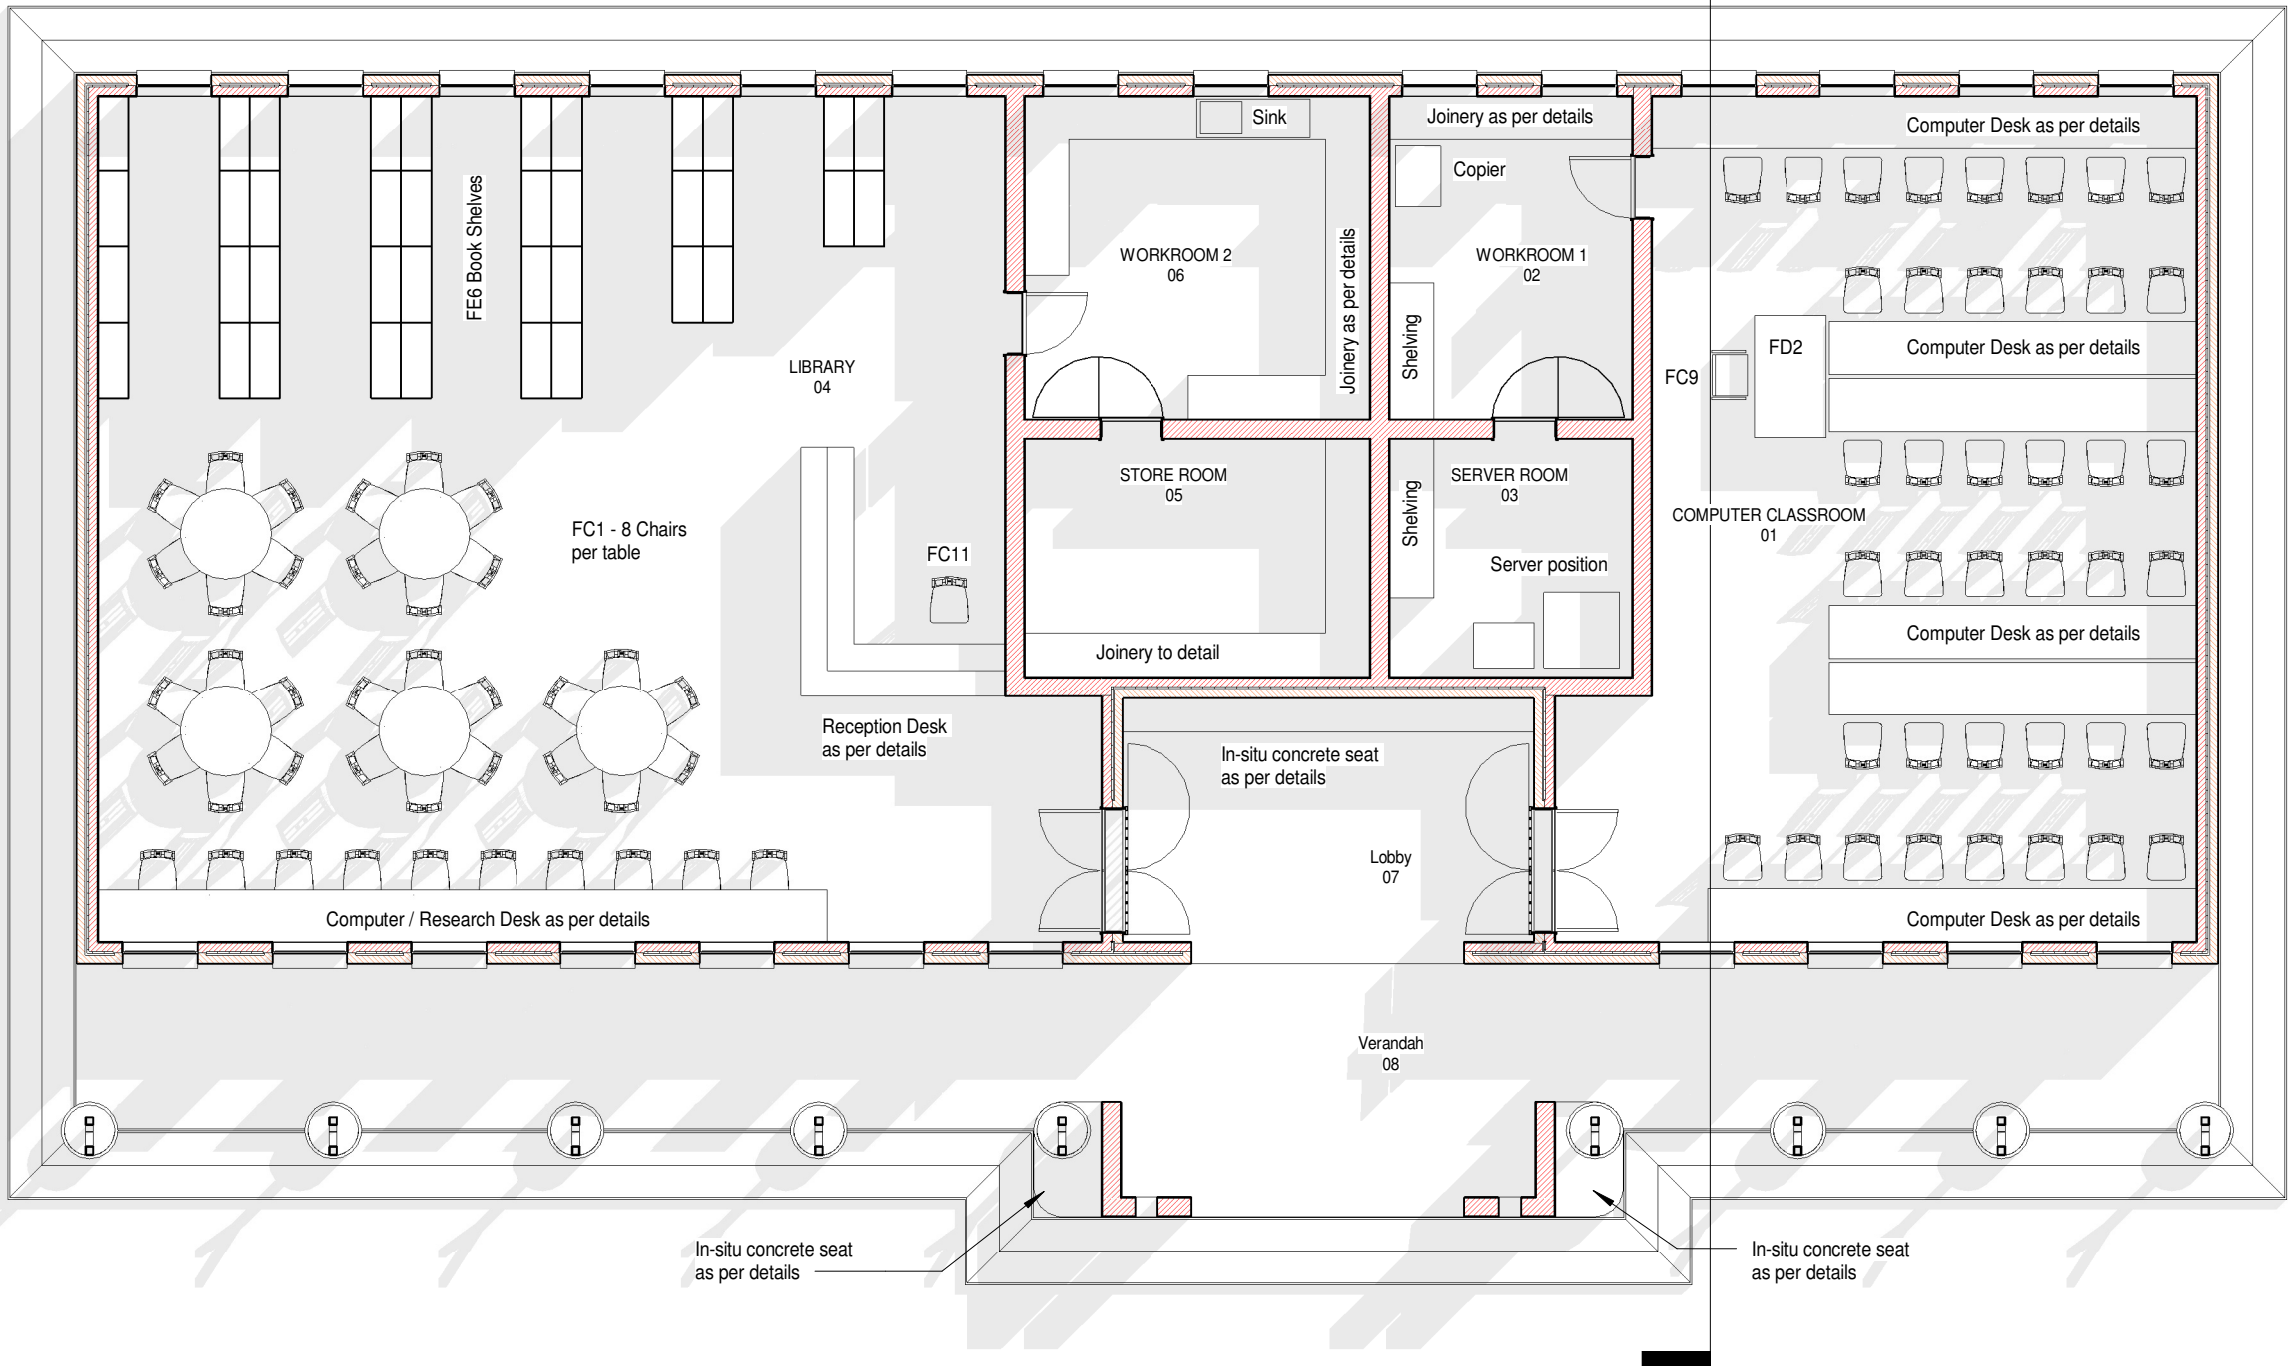 Sink
Joinery as per details
Computer Desk as per details
Copier
FE6 Book Shelves
WORKROOM 2
06
Joinery as per details
WORKROOM 1
02
Shelving
FD2
Computer Desk as per details
LIBRARY
04
FC9
STORE ROOM
05
SERVER ROOM
03
Shelving
COMPUTER CLASSROOM
01
FC1 - 8 Chairs
per table
FC11
Server position
Computer Desk as per details
Joinery to detail
Reception Desk
as per details
In-situ concrete seat
as per details
Lobby
07
Computer / Research Desk as per details
Computer Desk as per details
Verandah
08
In-situ concrete seat
as per details
In-situ concrete seat
as per details